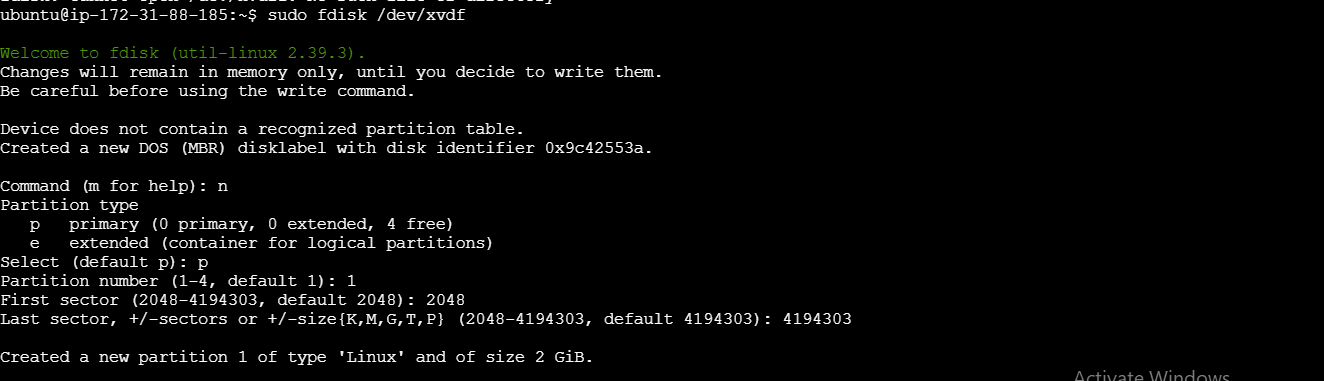 ubuntu@ip-172-31-88-185:~$ sudo fdisk /dev/xvdf
Welcome to fdisk (util-linux 2.39.3).
Changes will remain in memory only, until you decide to write them.
Be careful before using the write command.
Device does not contain a recognized partition table.
Created a new DOS (MBR) disklabel with disk identifier 0x9c42553a.
Command (m for help): n
Partition type
   p   primary (0 primary, 0 extended, 4 free)
   e   extended (container for logical partitions)
Select (default p): p
Partition number (1-4, default 1): 1
First sector (2048-4194303, default 2048): 2048
Last sector, +/-sectors or +/-size{K,M,G,T,P} (2048-4194303, default 4194303): 4194303
Created a new partition 1 of type 'Linux' and of size 2 GiB.
Activate Windows